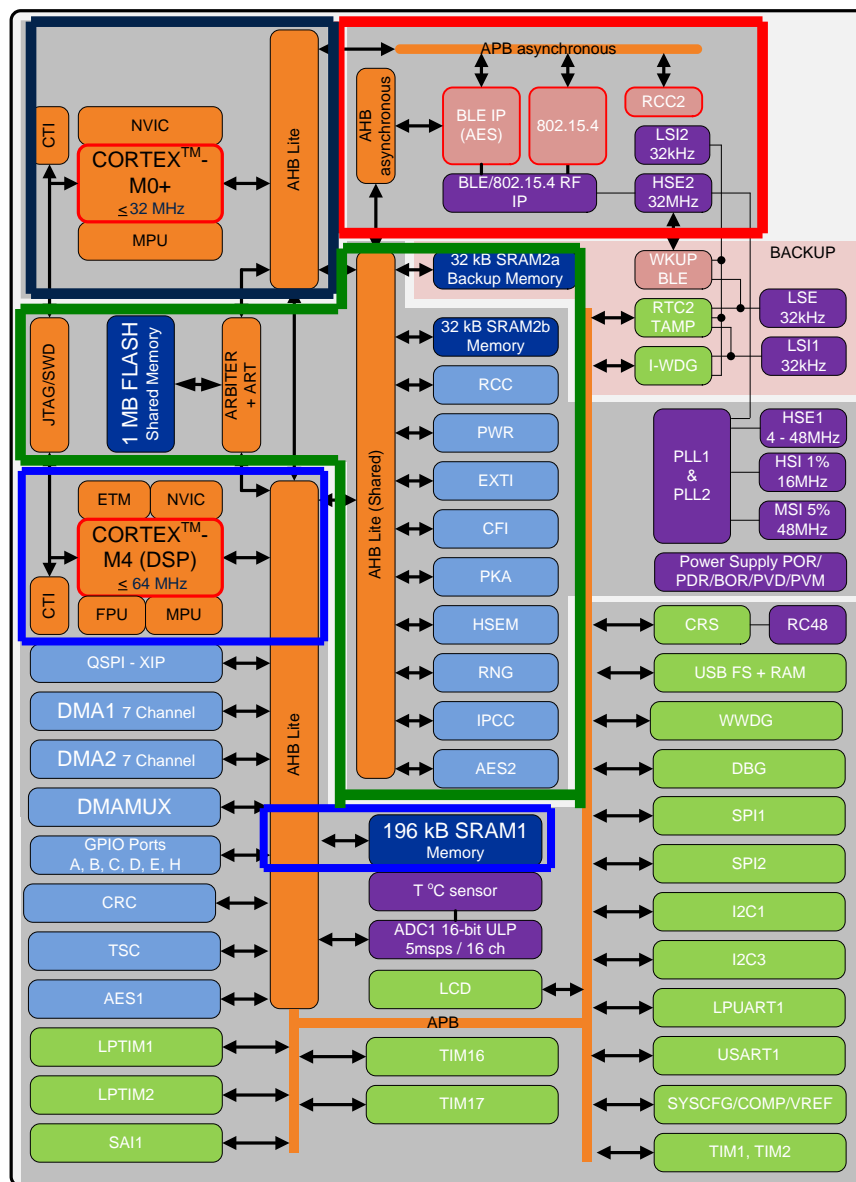 APB asynchronous
AHB Lite
AHB
asynchronous
CTI
NVIC
CORTEX™-
M0+
≤ 32 MHz
MPU
BLE IP
(AES)
802.15.4
RCC2
LSI2
32kHz
BLE/802.15.4 RF
IP
HSE2
32MHz
BACKUP
32 kB SRAM2a
Backup Memory
WKUP
BLE
RTC2
TAMP
LSE
32kHz
I-WDG
LSI1
32kHz
JTAG/SWD
1 MB FLASH
Shared Memory
ARBITER
+ ART
AHB Lite (Shared)
32 kB SRAM2b
Memory
RCC
PWR
EXTI
CFI
PKA
HSEM
RNG
IPCC
AES2
PLL1
&
PLL2
HSE1
4 - 48MHz
HSI 1%
16MHz
MSI 5%
48MHz
Power Supply POR/
PDR/BOR/PVD/PVM
ETM
NVIC
CORTEX™-
M4 (DSP)
≤ 64 MHz
CTI
FPU
MPU
AHB Lite
QSPI - XIP
DMA1 7 Channel
DMA2 7 Channel
DMAMUX
GPIO Ports
A, B, C, D, E, H
CRC
TSC
AES1
LPTIM1
LPTIM2
SAI1
196 kB SRAM1
Memory
T ºC sensor
ADC1 16-bit ULP
5msps / 16 ch
LCD
APB
TIM16
TIM17
CRS
RC48
USB FS + RAM
WWDG
DBG
SPI1
SPI2
I2C1
I2C3
LPUART1
USART1
SYSCFG/COMP/VREF
TIM1, TIM2